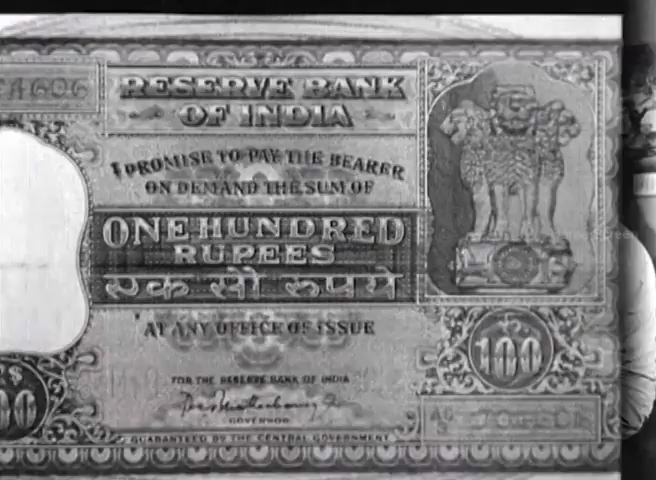 RESERVE BANK
OF INDIA
I PROMISE TO PAY THE BEARER
ON DEMAND THE SUM OF
ONE HUNDRED
RUPEES
एक सौ रुपये
AT ANY OFFICE OF ISSUE
100
FOR THE RESERVE BANK OF INDIA
GOVERNOR
GUARANTEED BY THE CENTRAL GOVERNMENT